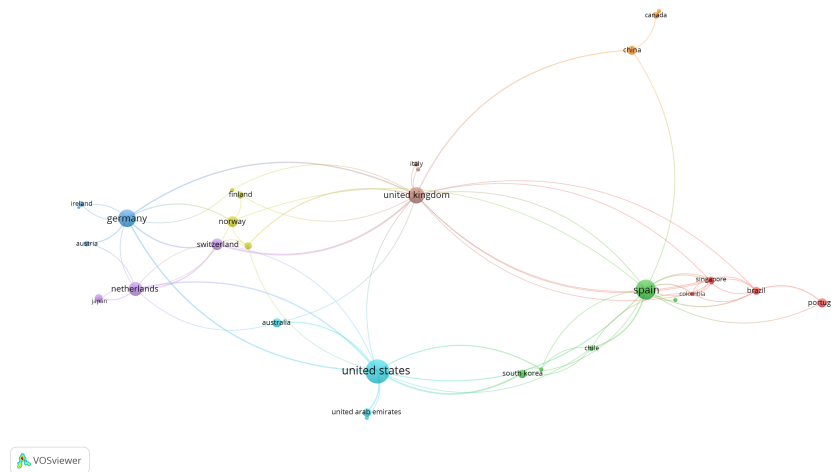 canada
china
italy
finland
united kingdom
ireland
germany
norway
austria
switzerland
singapore
netherlands
spain
colombia
brazil
japan
portug
australia
chile
united states
south korea
united arab emirates
VOSviewer